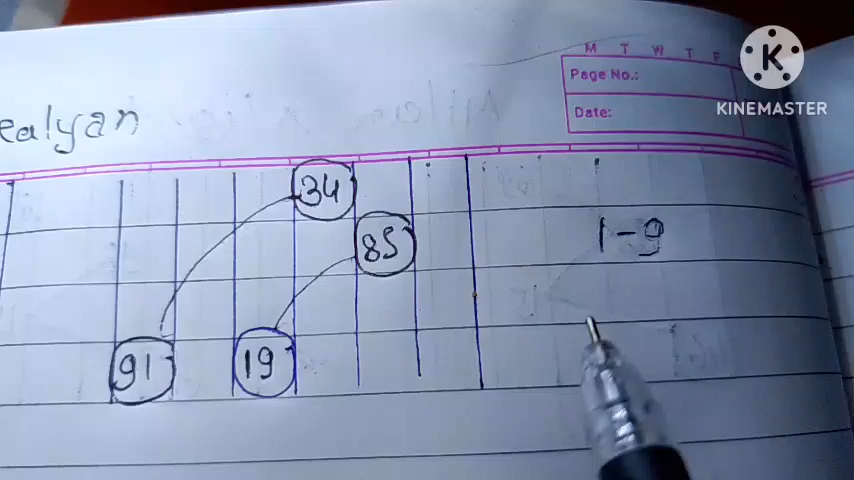 M T W T F
Page No.:
Date:
KINEMASTER
ealyan
34
85
1-9
91
19